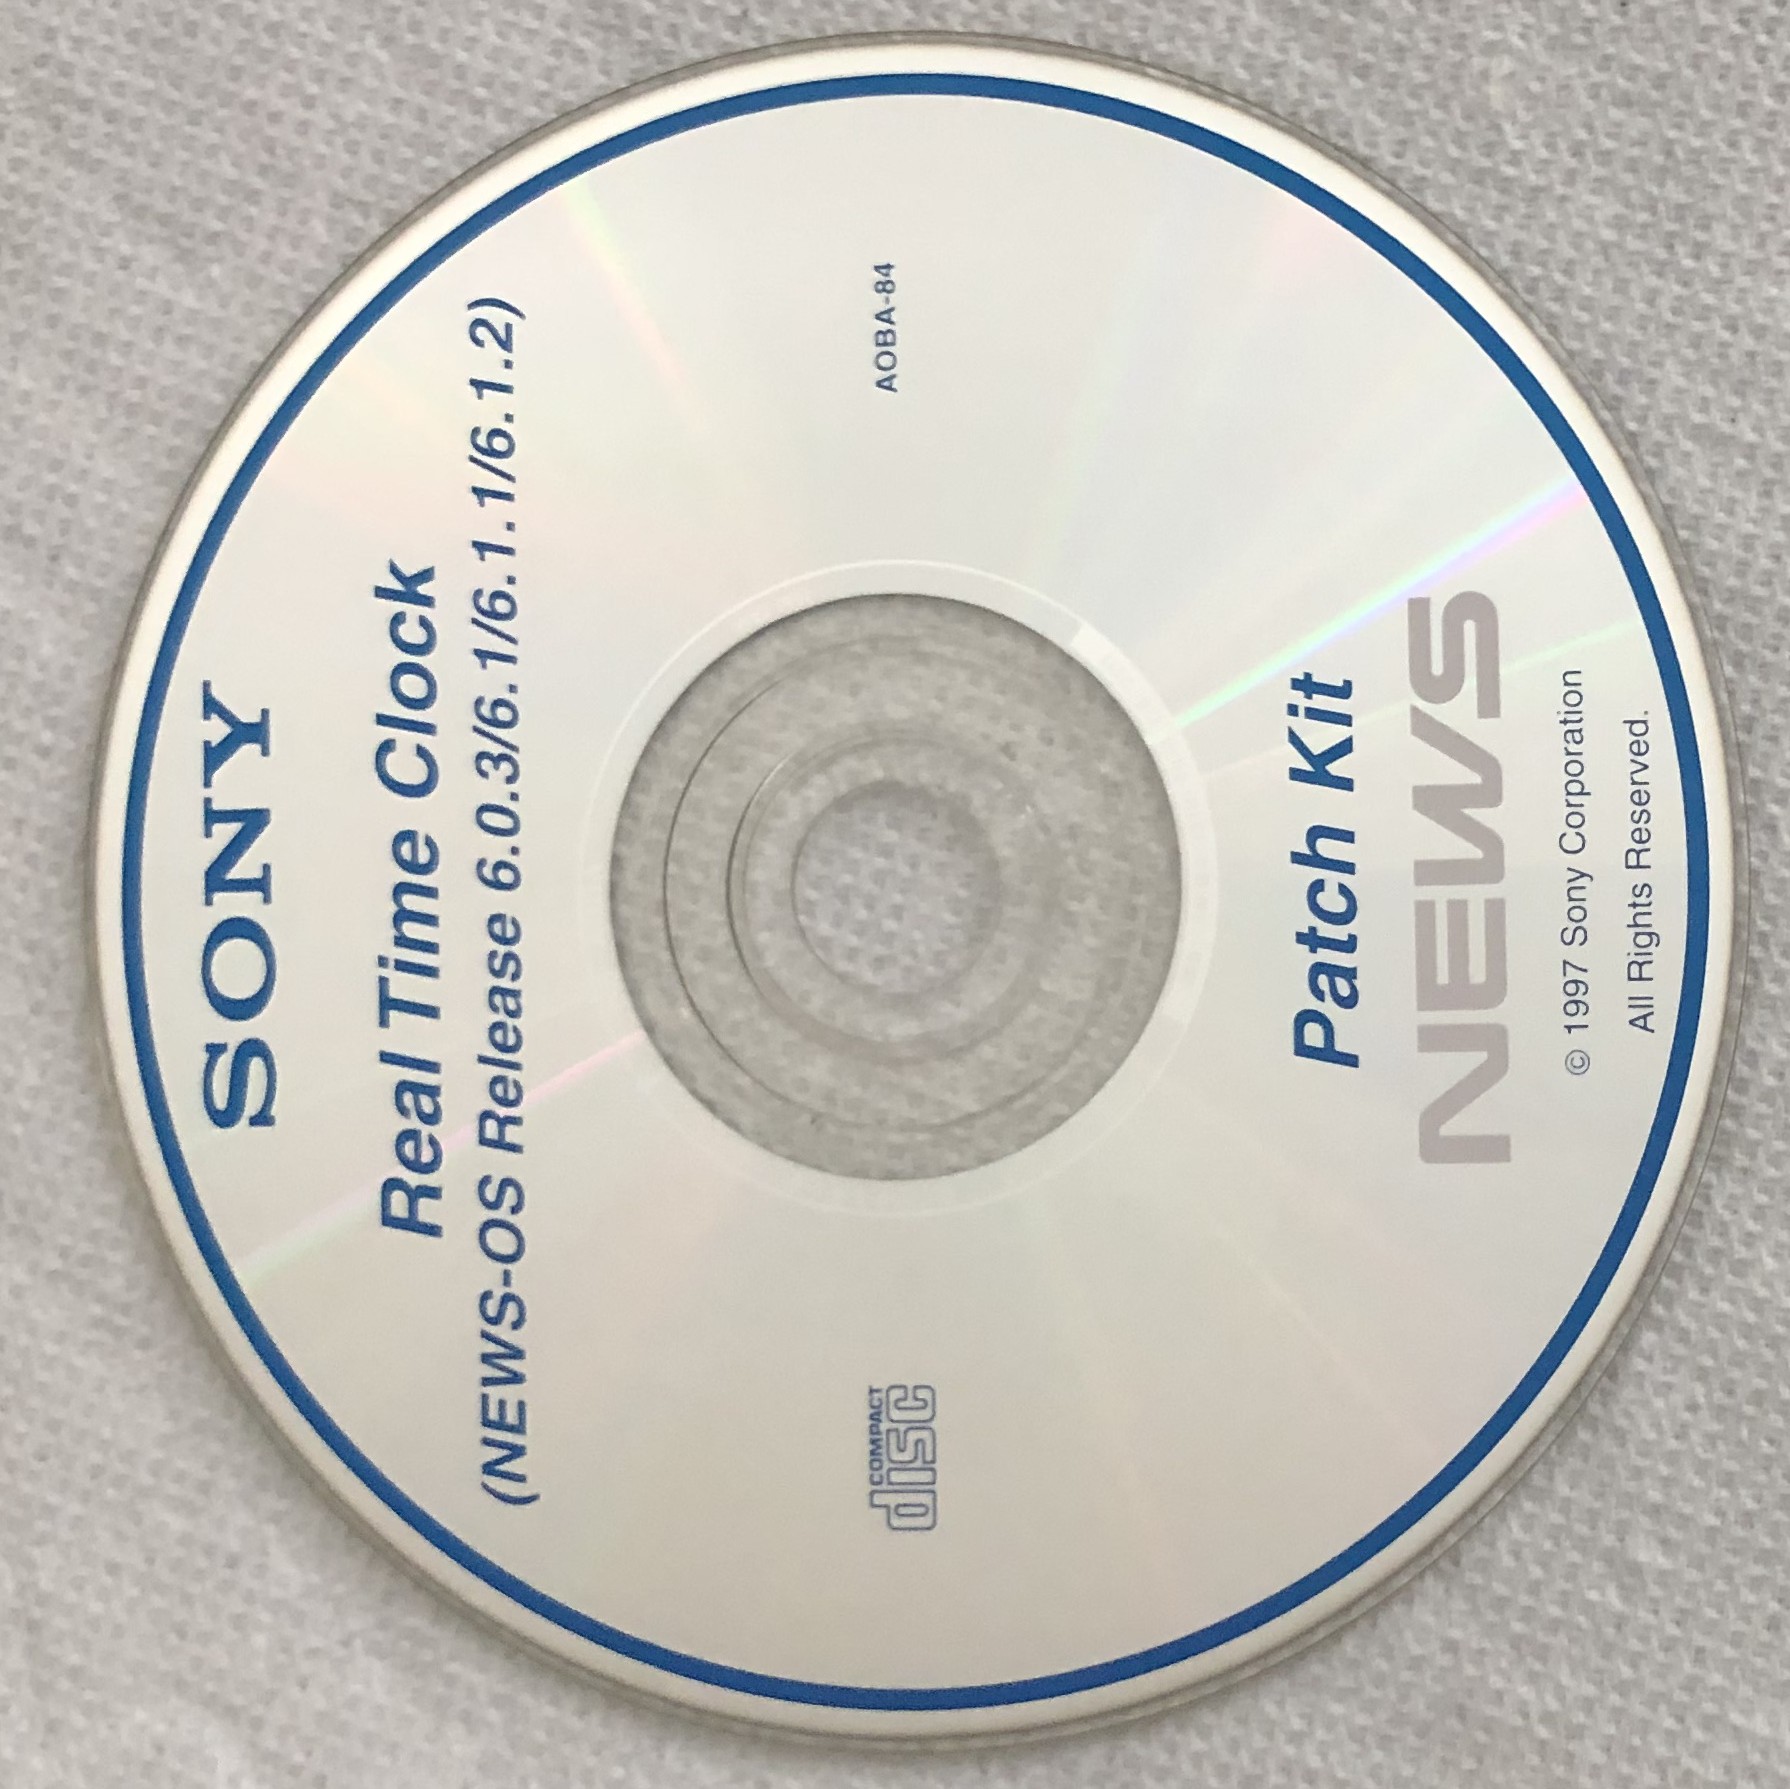 SONY
Real Time Clock
(NEWS-OS Release 6.0.3/6.1/6.1.1/6.1.2)
COMPACT
disc
AOBA-84
Patch Kit
NEWS
© 1997 Sony Corporation
All Rights Reserved.